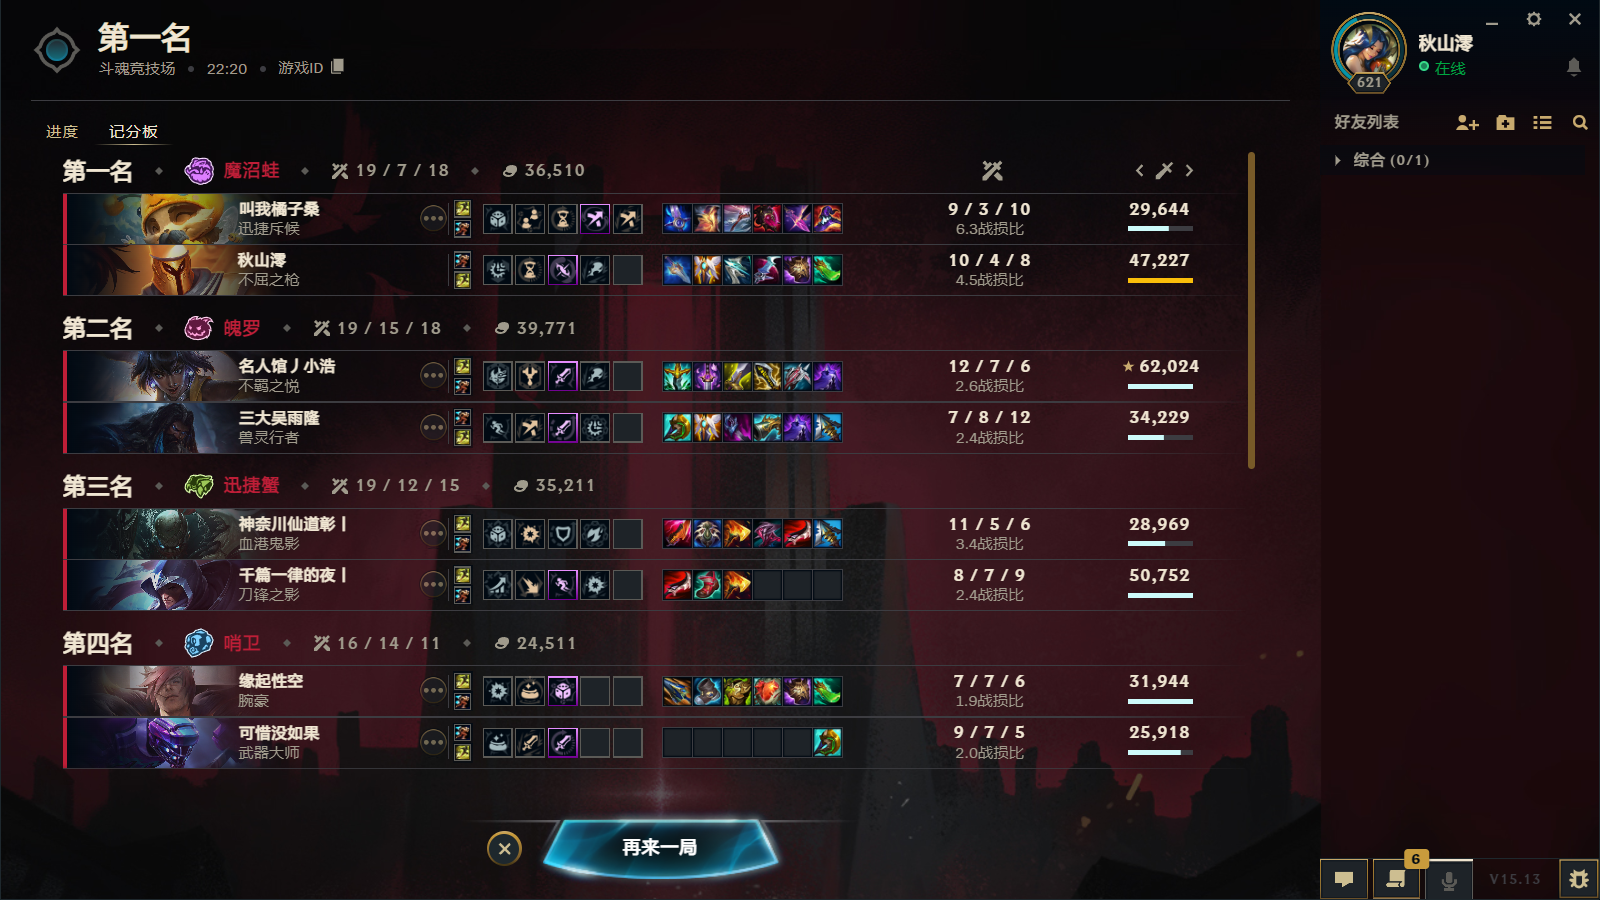 第一名
斗魂竞技场 • 22:20 • 游戏ID
秋山澪
621
在线
进度 记分板
好友列表
综合 (0/1)
第一名 魔沼蛙 19 / 7 / 18 36,510
叫我橘子桑 9 / 3 / 10 29,644
迅捷斥候 6.3战损比
秋山澪 10 / 4 / 8 47,227
不屈之枪 4.5战损比
第二名 魄罗 19 / 15 / 18 39,771
名人馆丿小浩 12 / 7 / 6 62,024
不羁之悦 2.6战损比
三大吴雨隆 7 / 8 / 12 34,229
兽灵行者 2.4战损比
第三名 迅捷蟹 19 / 12 / 15 35,211
神奈川仙道彰丨 11 / 5 / 6 28,969
血港鬼影 3.4战损比
千篇一律的夜丨 8 / 7 / 9 50,752
刀锋之影 2.4战损比
第四名 哨卫 16 / 14 / 11 24,511
缘起性空 7 / 7 / 6 31,944
腕豪 1.9战损比
可惜没如果 9 / 7 / 5 25,918
武器大师 2.0战损比
再来一局
6
V15.13